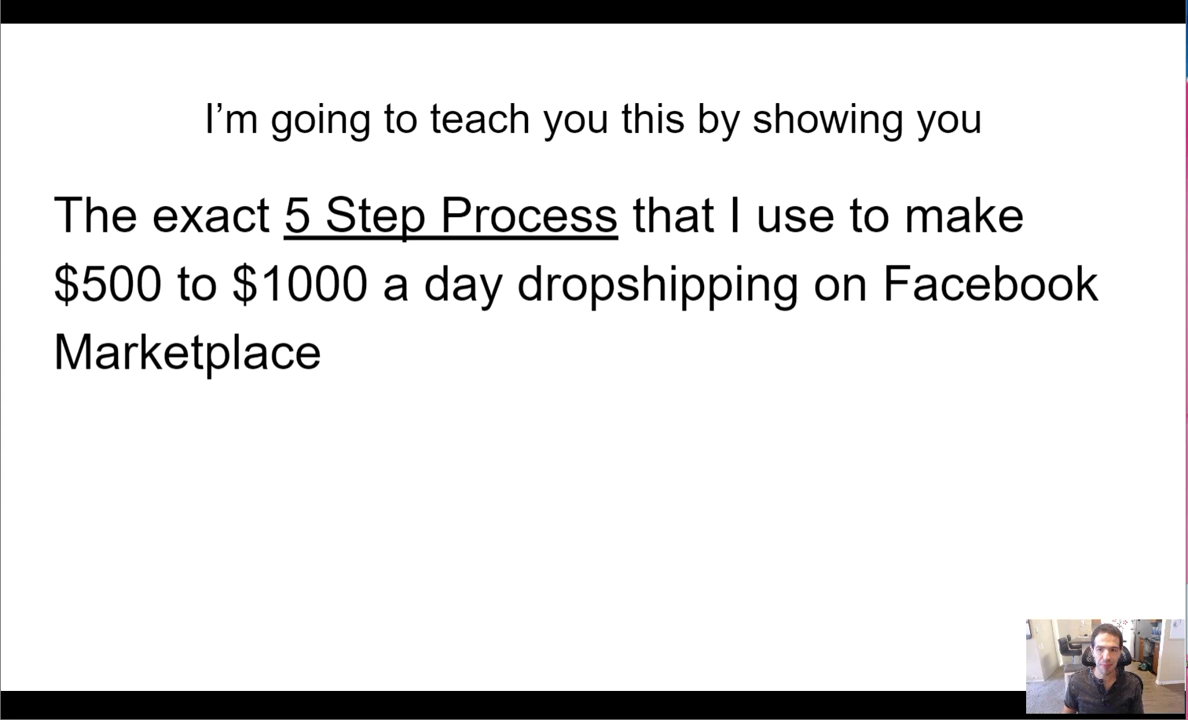 I’m going to teach you this by showing you
The exact 5 Step Process that I use to make
$500 to $1000 a day dropshipping on Facebook
Marketplace